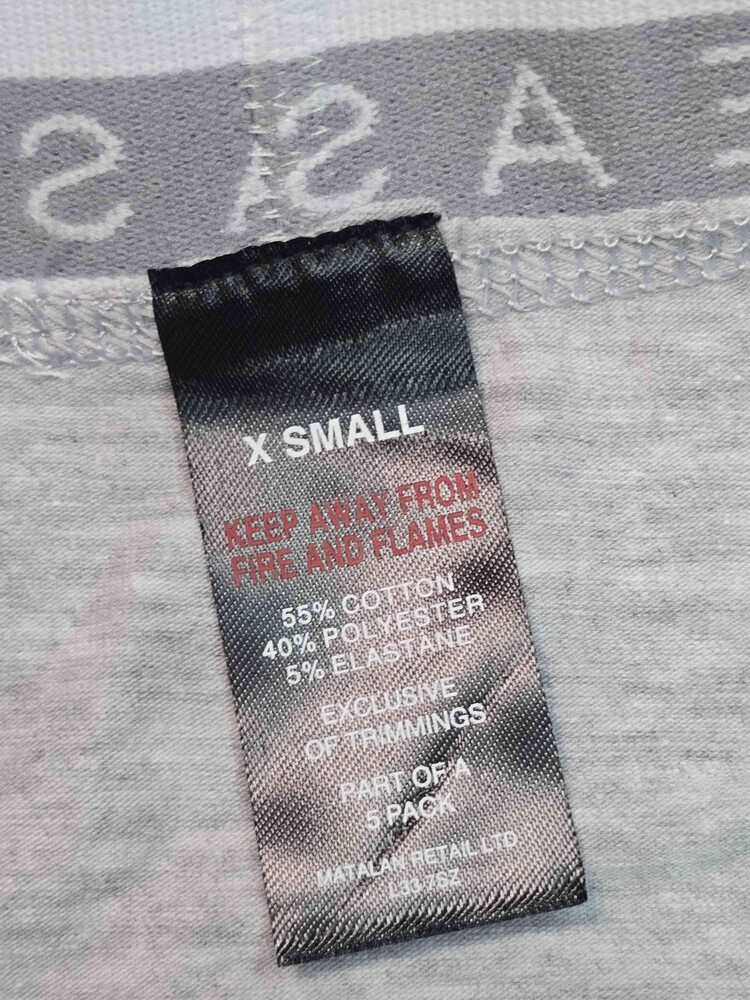 X SMALL
KEEP AWAY FROM
FIRE AND FLAMES
55% COTTON
40% POLYESTER
5% ELASTANE
EXCLUSIVE
OF TRIMMINGS
PART OF A
5 PACK
MATALAN RETAIL LTD
L33 7SZ